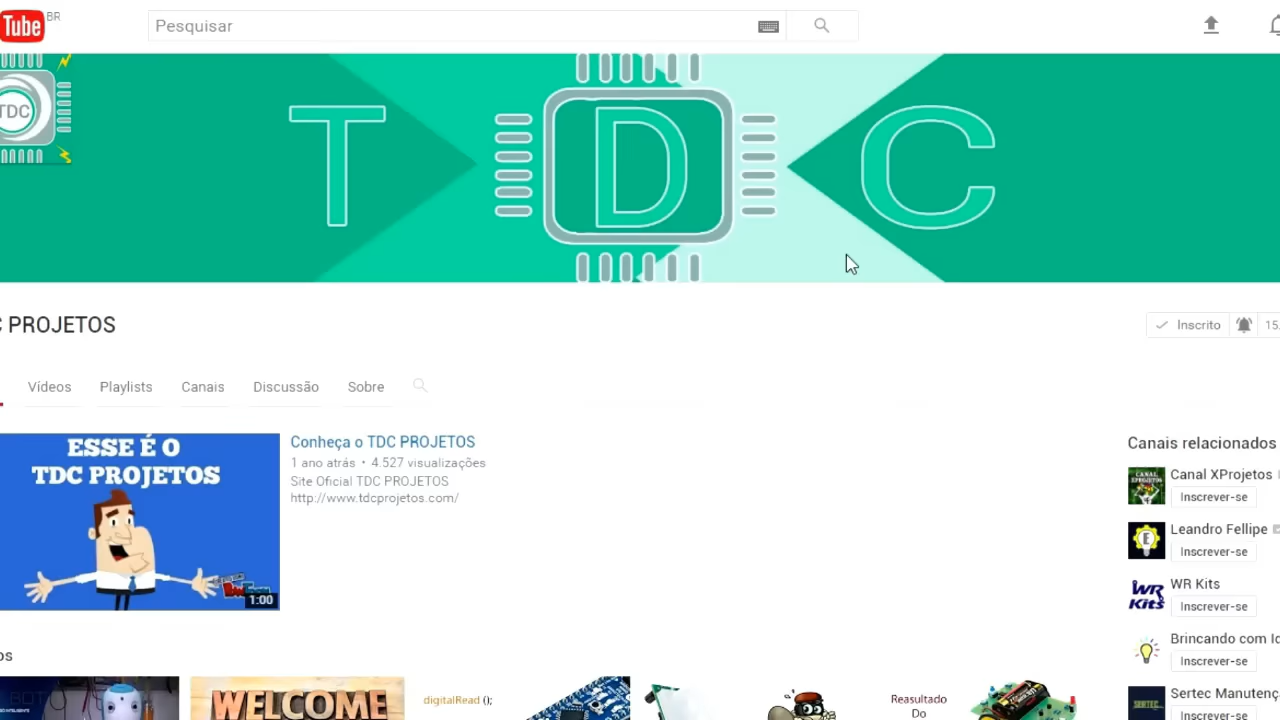 Tube BR
Pesquisar
TDC
T D C
C PROJETOS
Inscrito
15.
Vídeos
Playlists
Canais
Discussão
Sobre
ESSE É O
TDC PROJETOS
1:00
Conheça o TDC PROJETOS
1 ano atrás • 4.527 visualizações
Site Oficial TDC PROJETOS
http://www.tdcprojetos.com/
Canais relacionados
Canal XProjetos
Inscrever-se
Leandro Fellipe
Inscrever-se
WR Kits
WR
Kits
Inscrever-se
Brincando com Id
Inscrever-se
Sertec Manutenç
Inscrever-se
os
WELCOME
digitalRead ();
Reasultado
Do